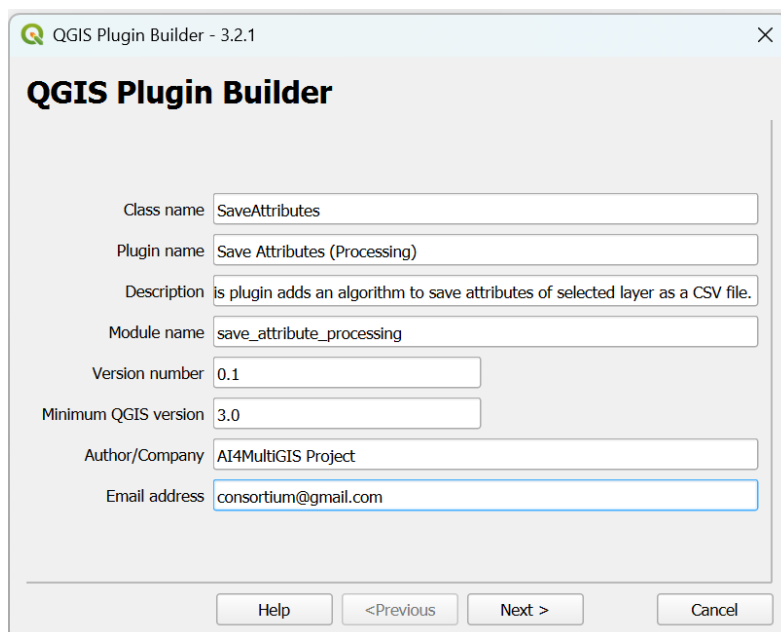 QGIS Plugin Builder - 3.2.1
QGIS Plugin Builder
Class name SaveAttributes
Plugin name Save Attributes (Processing)
Description is plugin adds an algorithm to save attributes of selected layer as a CSV file.
Module name save_attribute_processing
Version number 0.1
Minimum QGIS version 3.0
Author/Company AI4MultiGIS Project
Email address consortium@gmail.com
Help <Previous Next > Cancel